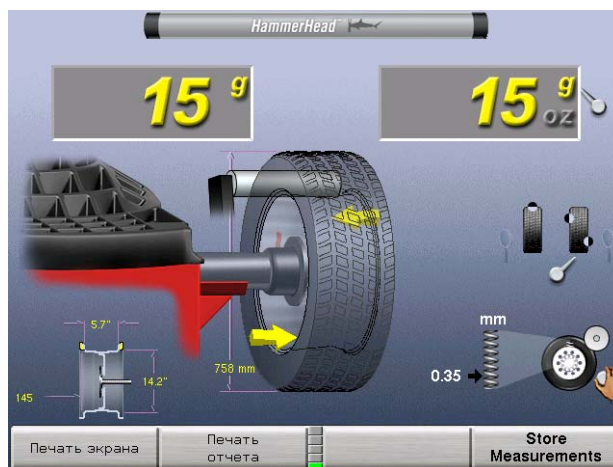 HammerHead™
15 g
15 g
oz
5.7"
145
14.2"
758 mm
mm
0.35
Печать экрана
Печать
отчета
Store
Measurements